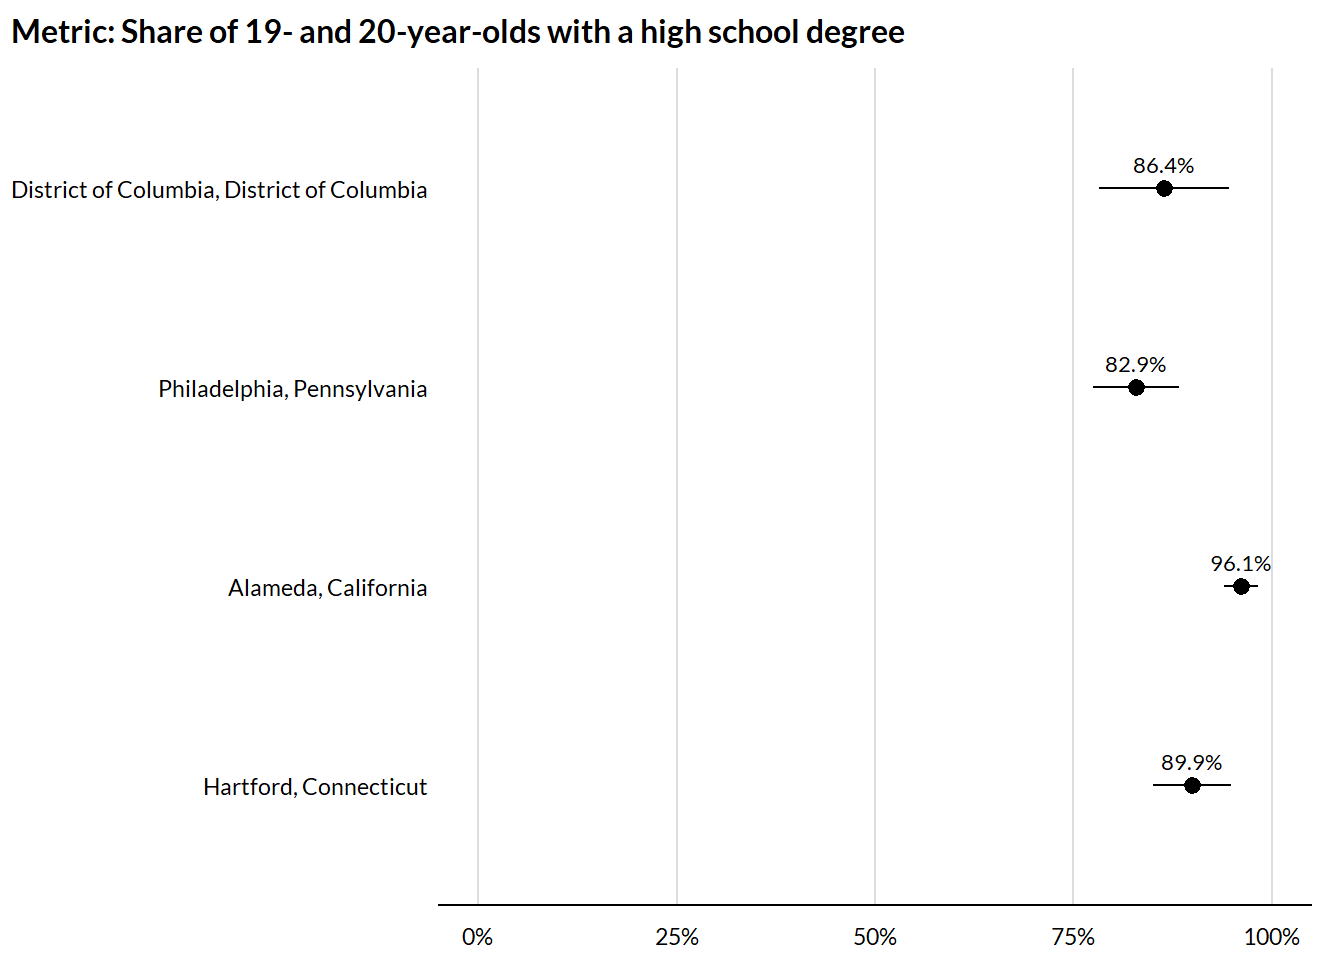 Metric: Share of 19- and 20-year-olds with a high school degree
86.4%
District of Columbia, District of Columbia
82.9%
Philadelphia, Pennsylvania
96.1%
Alameda, California
89.9%
Hartford, Connecticut
0% 25% 50% 75% 100%